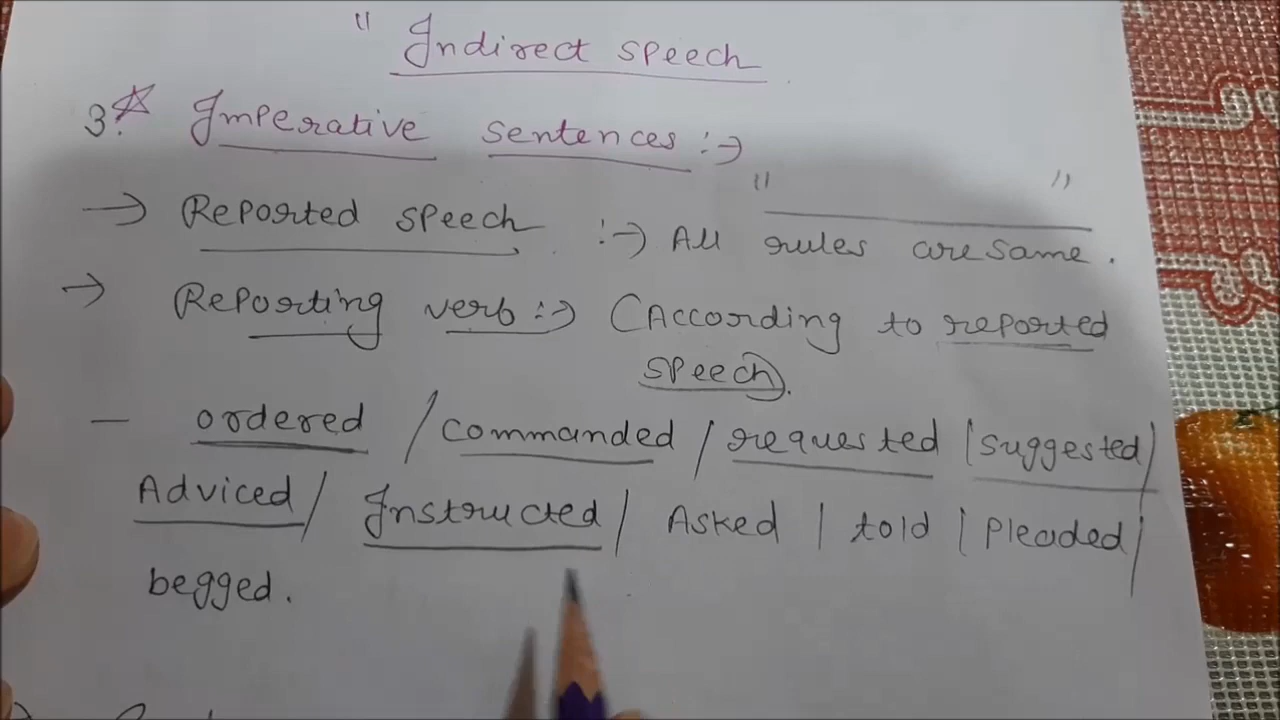 " Indirect speech
3.* Imperative sentences :→
" "
→ Reported speech :→ All rules are same.
→ Reporting verb :→ (According to reported
speech).
— ordered / commanded / requested / suggested /
Adviced / Instructed / Asked / told / Pleaded /
begged.